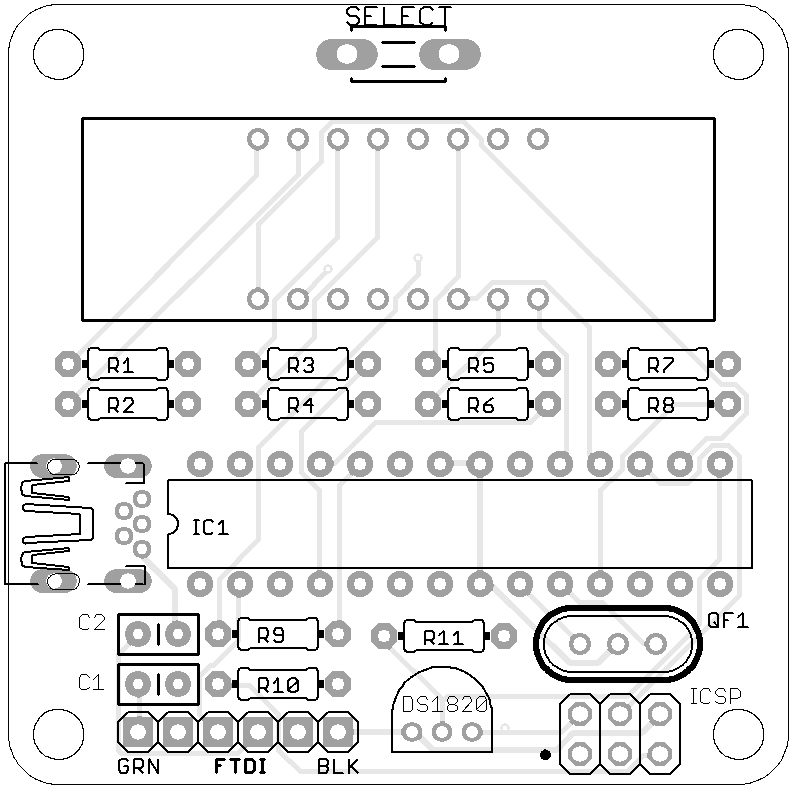 SELECT
R1 R3 R5 R7
R2 R4 R6 R8
IC1
C2 R9 R11 QF1
C1 R10 DS1820 ICSP
GRN FTDI BLK